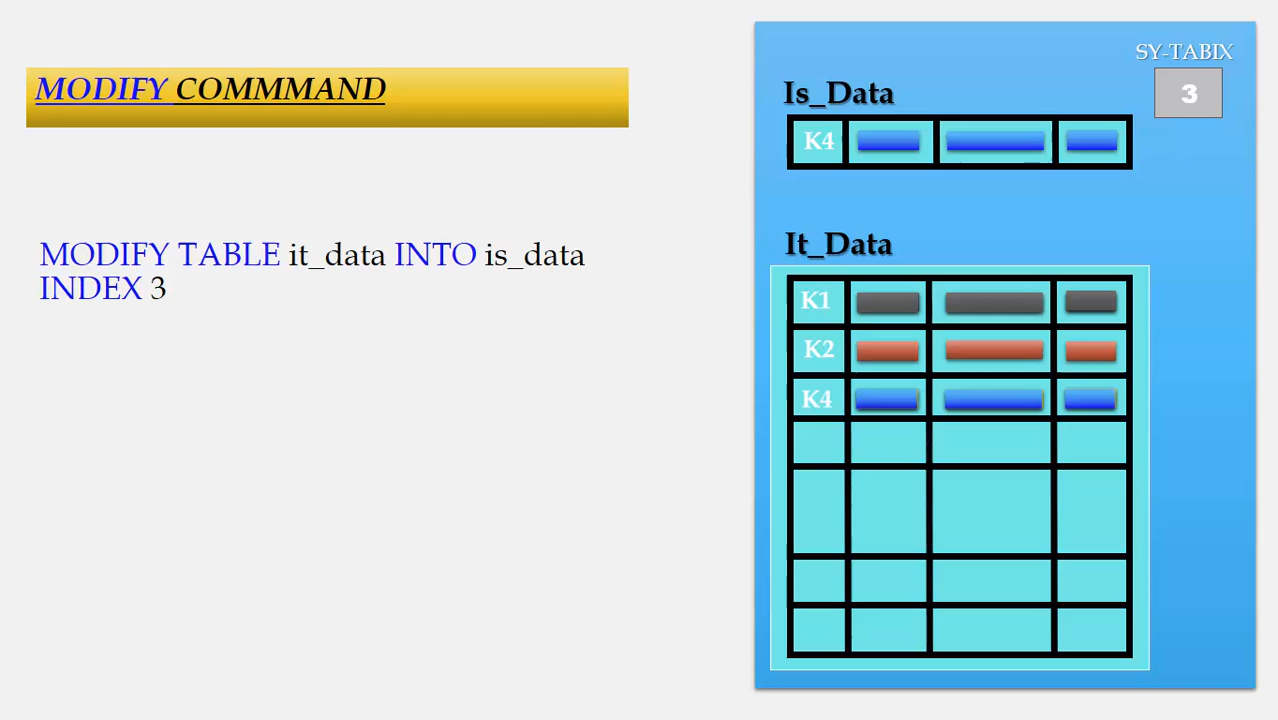 MODIFY COMMMAND
MODIFY TABLE it_data INTO is_data
INDEX 3
SY-TABIX
3
Is_Data
K4
It_Data
K1
K2
K4